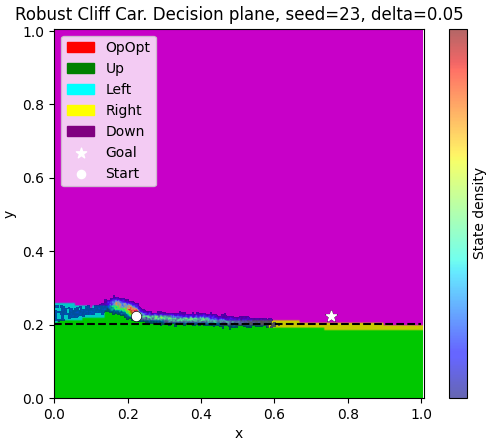 Robust Cliff Car. Decision plane, seed=23, delta=0.05
1.0
0.8
0.6
0.4
0.2
0.0
y
OpOpt
Up
Left
Right
Down
Goal
Start
State density
0.0 0.2 0.4 0.6 0.8 1.0
x